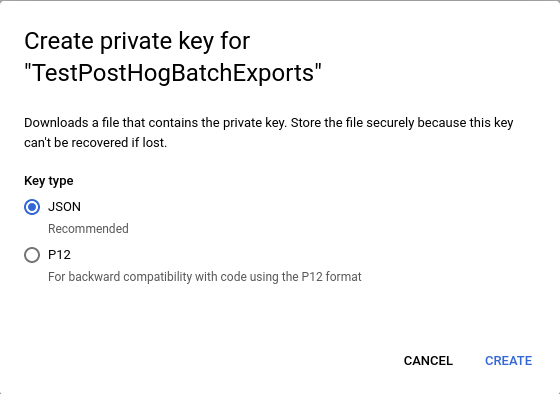 Create private key for
"TestPostHogBatchExports"
Downloads a file that contains the private key. Store the file securely because this key
can't be recovered if lost.
Key type
JSON
Recommended
P12
For backward compatibility with code using the P12 format
CANCEL
CREATE